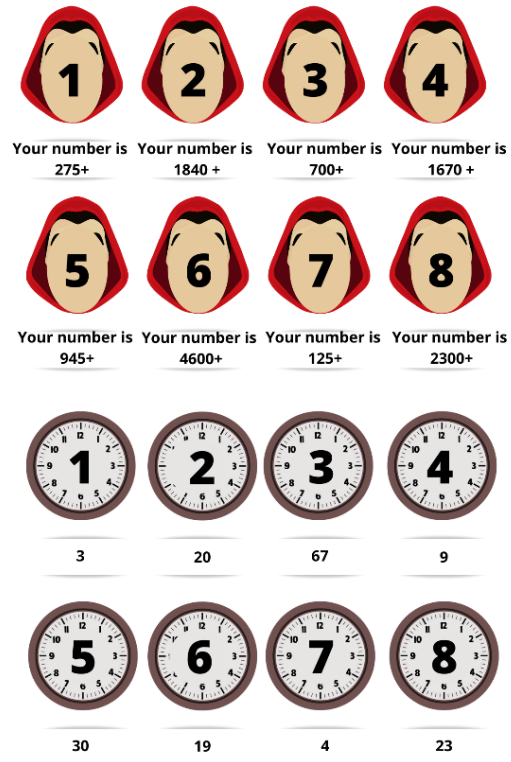 1 2 3 4
Your number is Your number is Your number is Your number is
275+ 1840 + 700+ 1670 +
5 6 7 8
Your number is Your number is Your number is Your number is
945+ 4600+ 125+ 2300+
1 2 3 4
3 20 67 9
5 6 7 8
30 19 4 23